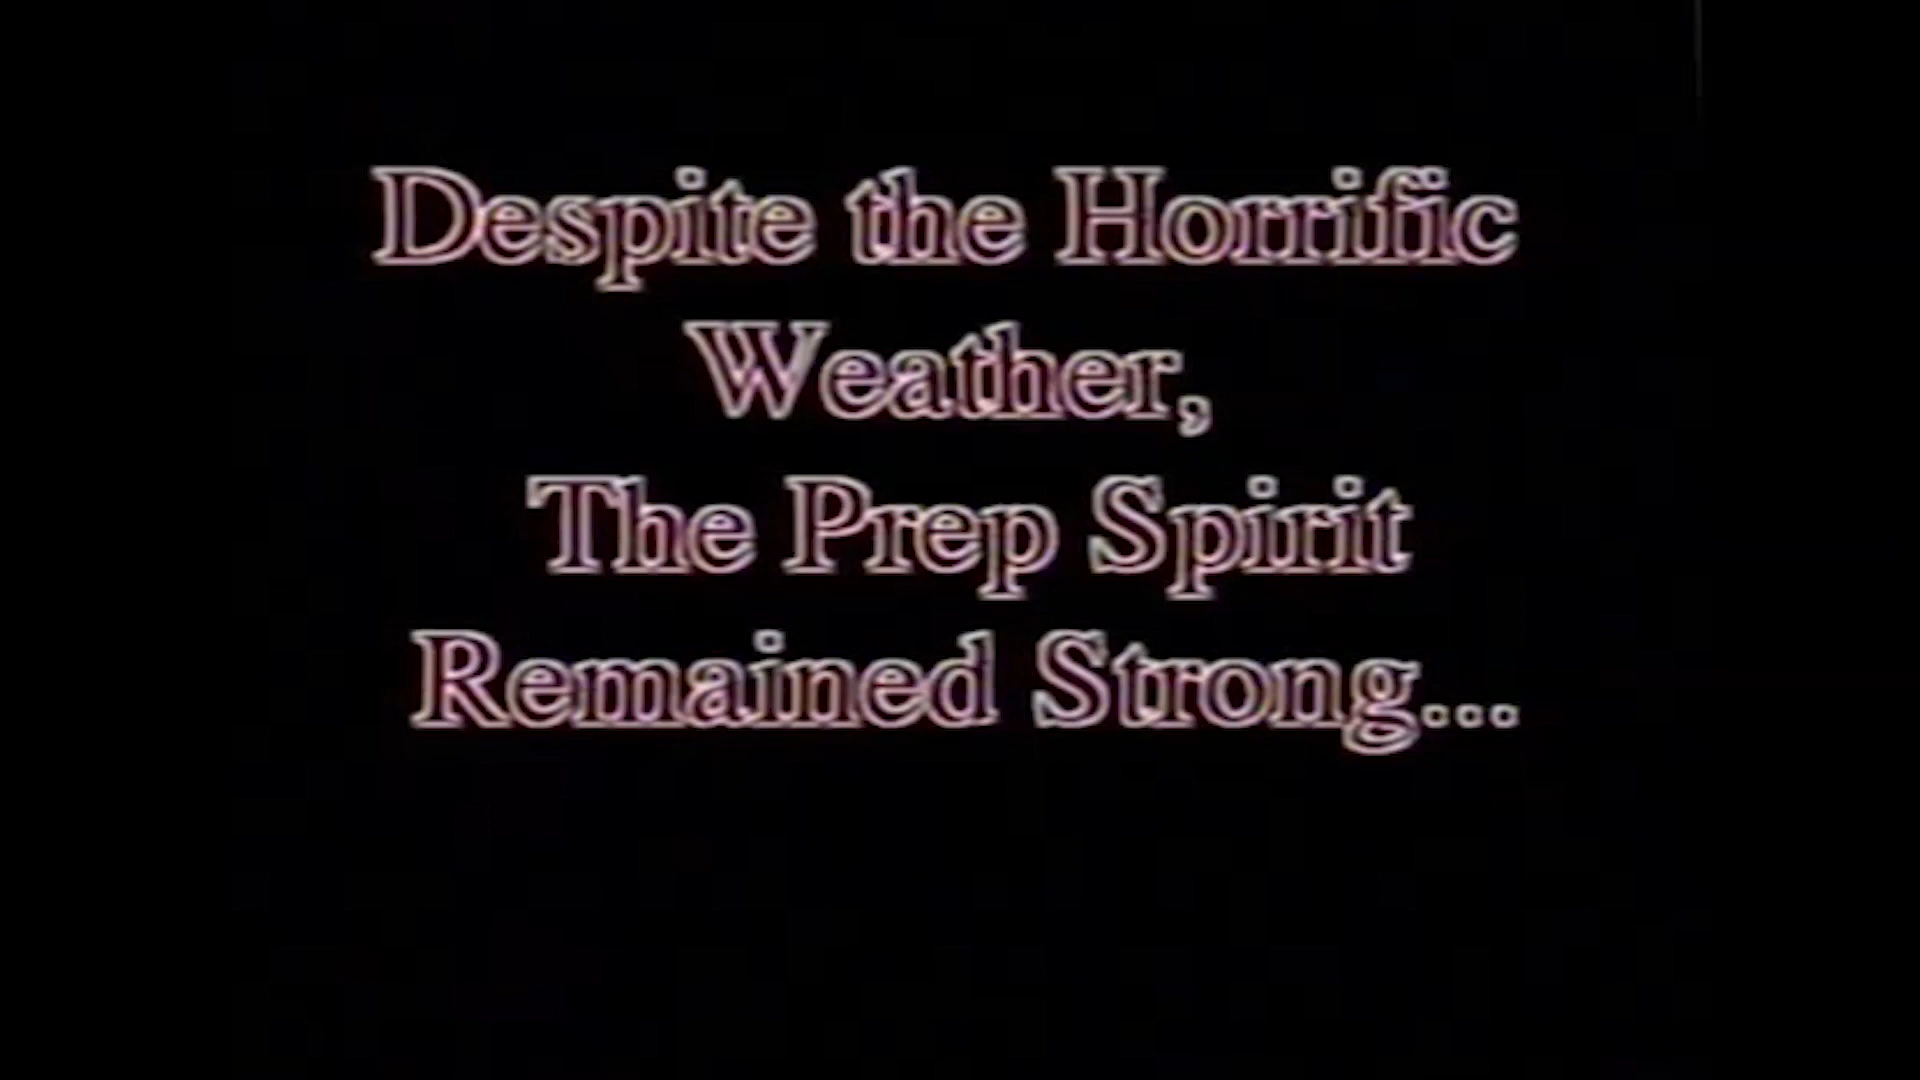 Despite the Horrific
Weather,
The Prep Spirit
Remained Strong...